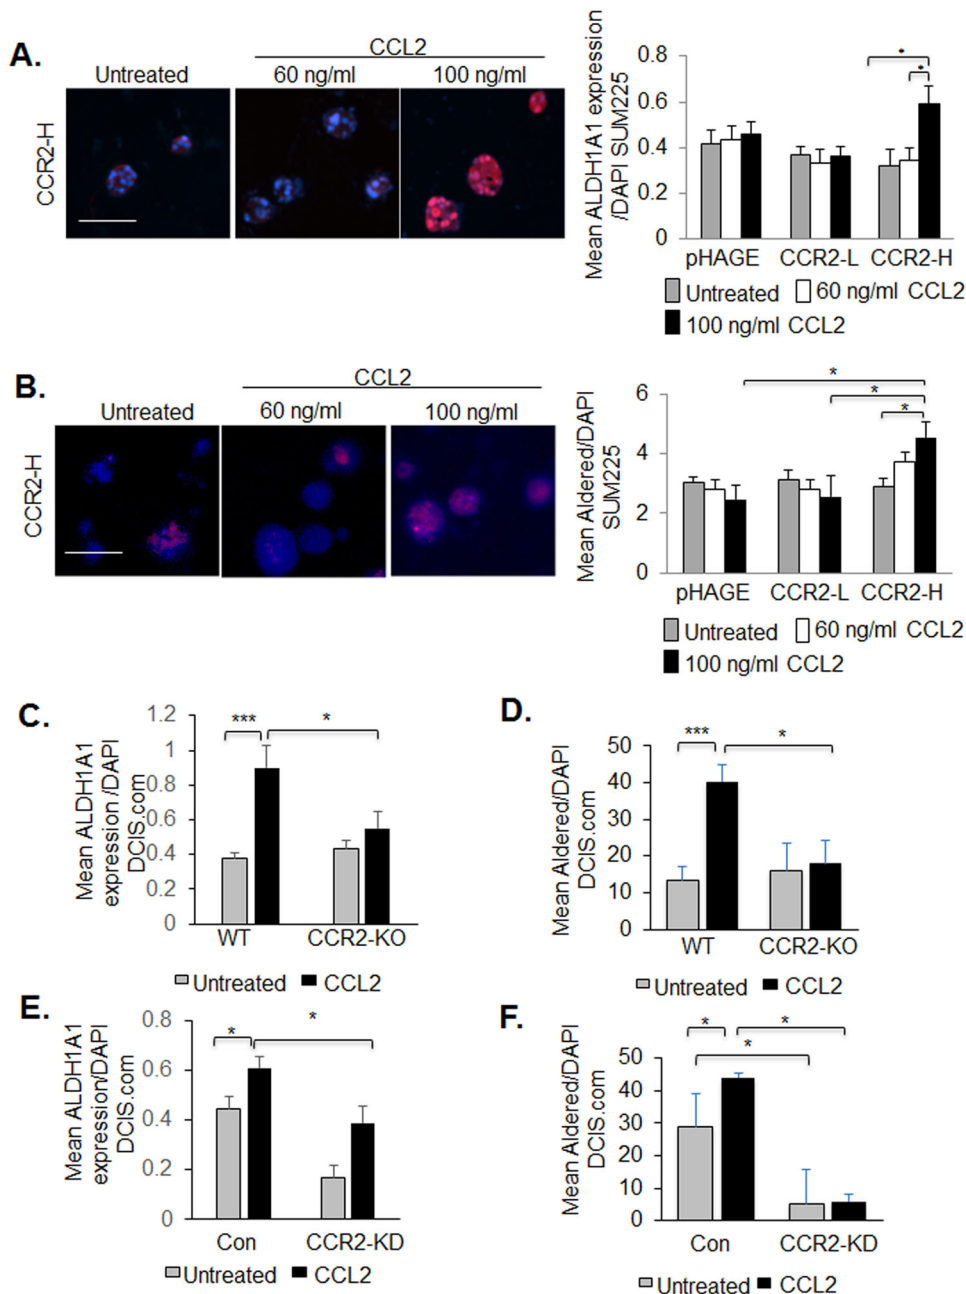 A.
CCL2
Untreated
60 ng/ml
100 ng/ml
CCR2-H
Mean ALDH1A1 expression
/DAPI SUM225
0.8
0.6
0.4
0.2
0
*
*
pHAGE CCR2-L CCR2-H
Untreated 60 ng/ml CCL2
100 ng/ml CCL2
B.
CCL2
Untreated
60 ng/ml
100 ng/ml
CCR2-H
Mean Aldered/DAPI
SUM225
6
4
2
0
*
*
*
pHAGE CCR2-L CCR2-H
Untreated 60 ng/ml CCL2
100 ng/ml CCL2
C.
Mean ALDH1A1
expression /DAPI
DCIS.com
1.2
1
0.8
0.6
0.4
0.2
0
***
*
WT CCR2-KO
Untreated CCL2
D.
Mean Aldered/DAPI
DCIS.com
50
40
30
20
10
0
***
*
WT CCR2-KO
Untreated CCL2
E.
Mean ALDH1A1
expression/DAPI
DCIS.com
0.8
0.6
0.4
0.2
0
*
*
Con CCR2-KD
Untreated CCL2
F.
Mean Aldered/DAPI
DCIS.com
50
40
30
20
10
0
*
*
*
Con CCR2-KD
Untreated CCL2